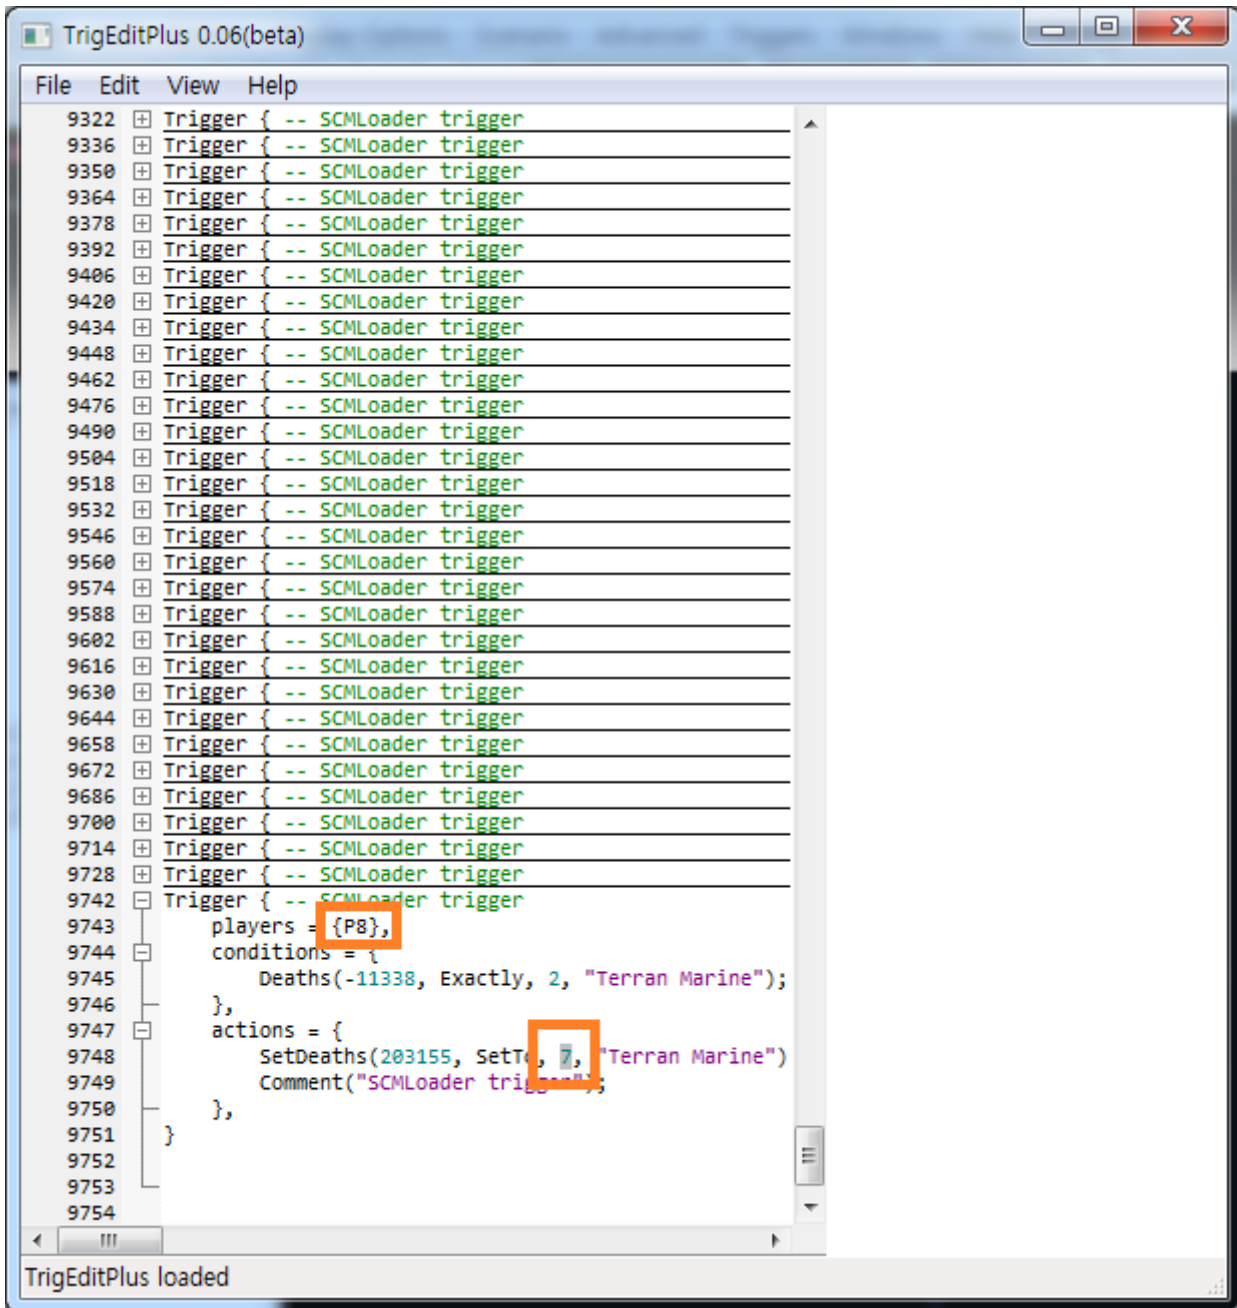 TrigEditPlus 0.06(beta)
File Edit View Help
9322 Trigger { -- SCMLoader trigger
9336 Trigger { -- SCMLoader trigger
9350 Trigger { -- SCMLoader trigger
9364 Trigger { -- SCMLoader trigger
9378 Trigger { -- SCMLoader trigger
9392 Trigger { -- SCMLoader trigger
9406 Trigger { -- SCMLoader trigger
9420 Trigger { -- SCMLoader trigger
9434 Trigger { -- SCMLoader trigger
9448 Trigger { -- SCMLoader trigger
9462 Trigger { -- SCMLoader trigger
9476 Trigger { -- SCMLoader trigger
9490 Trigger { -- SCMLoader trigger
9504 Trigger { -- SCMLoader trigger
9518 Trigger { -- SCMLoader trigger
9532 Trigger { -- SCMLoader trigger
9546 Trigger { -- SCMLoader trigger
9560 Trigger { -- SCMLoader trigger
9574 Trigger { -- SCMLoader trigger
9588 Trigger { -- SCMLoader trigger
9602 Trigger { -- SCMLoader trigger
9616 Trigger { -- SCMLoader trigger
9630 Trigger { -- SCMLoader trigger
9644 Trigger { -- SCMLoader trigger
9658 Trigger { -- SCMLoader trigger
9672 Trigger { -- SCMLoader trigger
9686 Trigger { -- SCMLoader trigger
9700 Trigger { -- SCMLoader trigger
9714 Trigger { -- SCMLoader trigger
9728 Trigger { -- SCMLoader trigger
9742 Trigger { -- SCMLoader trigger
9743 players = {P8},
9744 conditions = {
9745 Deaths(-11338, Exactly, 2, "Terran Marine");
9746 },
9747 actions = {
9748 SetDeaths(203155, SetTo, 7, "Terran Marine")
9749 Comment("SCMLoader trigger");
9750 },
9751 }
9752
9753
9754
TrigEditPlus loaded